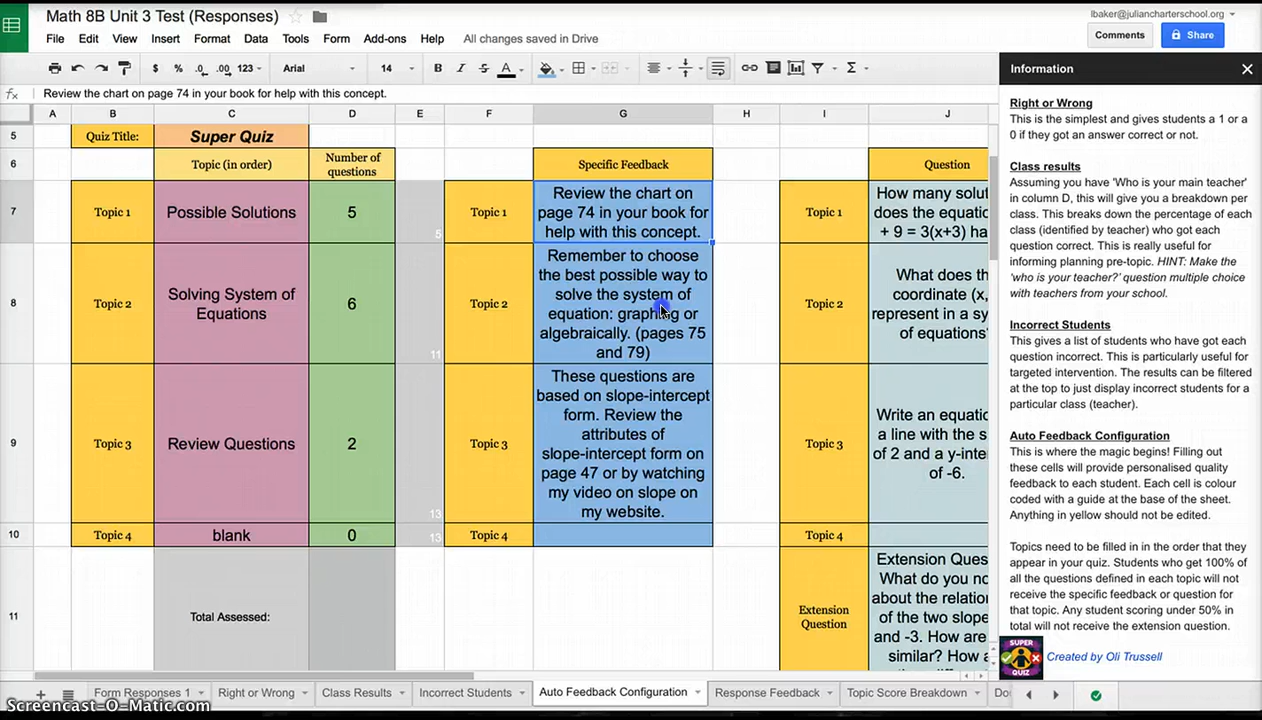 Math 8B Unit 3 Test (Responses)
lbaker@juliancharterschool.org
File Edit View Insert Format Data Tools Form Add-ons Help All changes saved in Drive
Comments Share
$ % .0 .00 123 Arial 14 B I S A Σ
Information
fx Review the chart on page 74 in your book for help with this concept.
A B C D E F G H I J
5 Quiz Title: Super Quiz
6 Topic (in order) Number of questions Specific Feedback Question
7 Topic 1 Possible Solutions 5
5
Topic 1
Review the chart on
page 74 in your book for
help with this concept.
Topic 1
How many solut
does the equatic
+ 9 = 3(x+3) ha
8 Topic 2
Solving System of
Equations
6
11
Topic 2
Remember to choose
the best possible way to
solve the system of
equation: graphing or
algebraically. (pages 75
and 79)
Topic 2
What does th
coordinate (x,
represent in a sy
of equations'
9 Topic 3 Review Questions 2
13
Topic 3
These questions are
based on slope-intercept
form. Review the
attributes of
slope-intercept form on
page 47 or by watching
my video on slope on
my website.
Topic 3
Write an equatio
a line with the s
of 2 and a y-inte
of -6.
10 Topic 4 blank 0 13 Topic 4 Topic 4
11 Total Assessed:
Extension
Question
Extension Ques
What do you no
about the relation
of the two slope
and -3. How are
similar? How a
Right or Wrong
This is the simplest and gives students a 1 or a
0 if they got an answer correct or not.
Class results
Assuming you have 'Who is your main teacher'
in column D, this will give you a breakdown per
class. This breaks down the percentage of each
class (identified by teacher) who got each
question correct. This is really useful for
informing planning pre-topic. HINT: Make the
'who is your teacher?' question multiple choice
with teachers from your school.
Incorrect Students
This gives a list of students who have got each
question incorrect. This is particularly useful for
targeted intervention. The results can be filtered
at the top to just display incorrect students for a
particular class (teacher).
Auto Feedback Configuration
This is where the magic begins! Filling out
these cells will provide personalised quality
feedback to each student. Each cell is colour
coded with a guide at the base of the sheet.
Anything in yellow should not be edited.
Topics need to be filled in in the order that they
appear in your quiz. Students who get 100% of
all the questions defined in each topic will not
receive the specific feedback or question for
that topic. Any student scoring under 50% in
total will not receive the extension question.
SUPER QUIZ
Created by Oli Trussell
Form Responses 1 Right or Wrong Class Results Incorrect Students Auto Feedback Configuration Response Feedback Topic Score Breakdown Do
Screencast-O-Matic.com